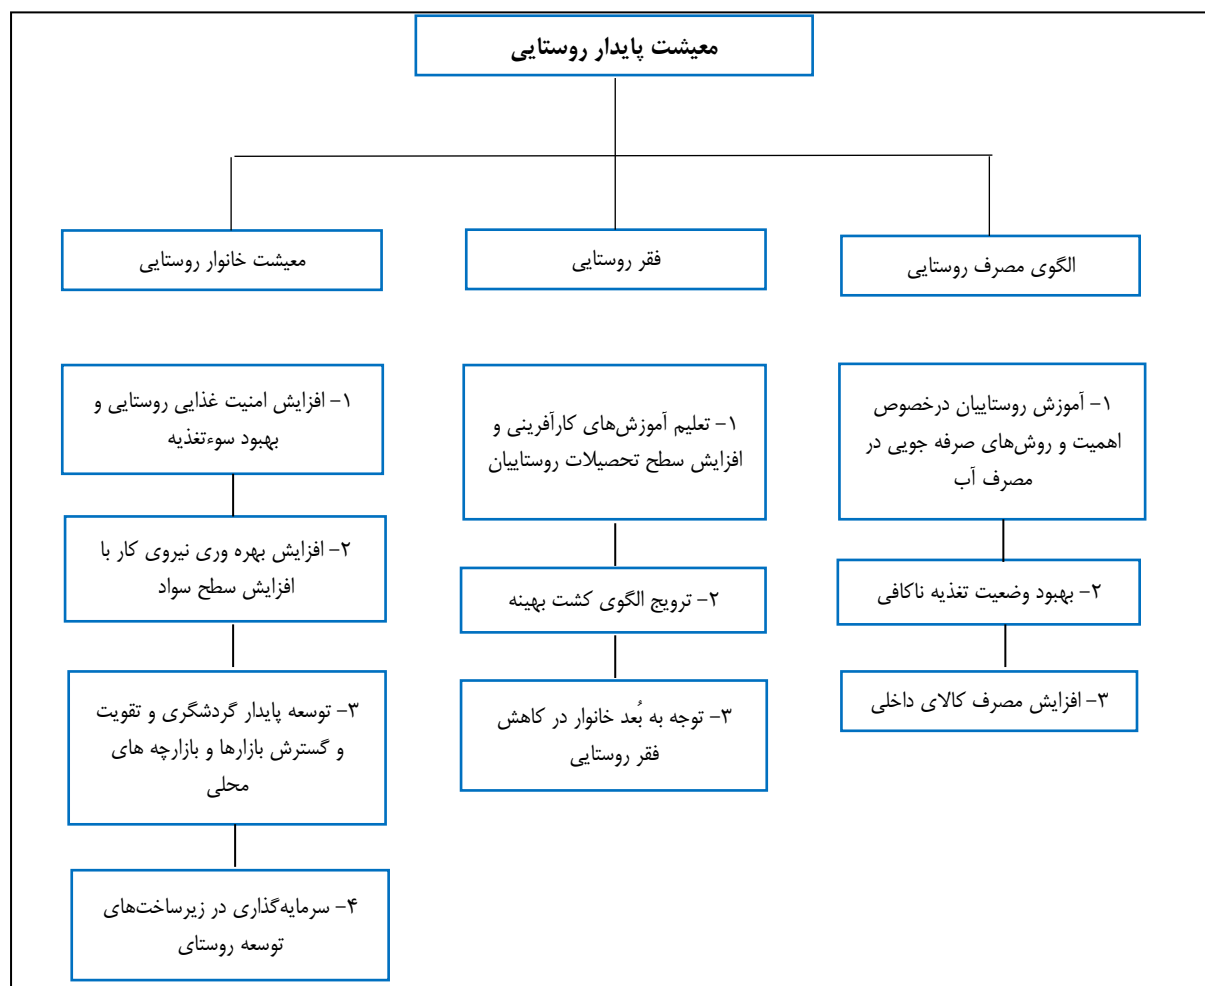 معیشت پایدار روستایی
الگوی مصرف روستایی
فقر روستایی
معیشت خانوار روستایی
۱- آموزش روستاییان درخصوص
اهمیت و روش‌های صرفه جویی در
مصرف آب
۲- بهبود وضعیت تغذیه ناکافی
۳- افزایش مصرف کالای داخلی
۱- تعلیم آموزش‌های کارآفرینی و
افزایش سطح تحصیلات روستاییان
۲- ترویج الگوی کشت بهینه
۳- توجه به بُعد خانوار در کاهش
فقر روستایی
۱- افزایش امنیت غذایی روستایی و
بهبود سوءتغذیه
۲- افزایش بهره وری نیروی کار با
افزایش سطح سواد
۳- توسعه پایدار گردشگری و تقویت
و گسترش بازارها و بازارچه های
محلی
۴- سرمایه‌گذاری در زیرساخت‌های
توسعه روستای